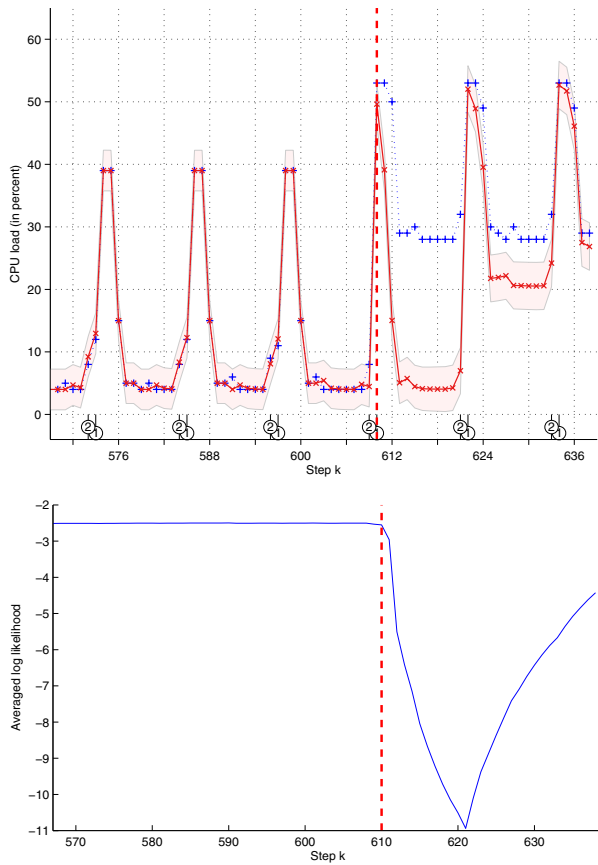 60
50
40
30
20
10
0
CPU load (in percent)
2 1 2 1 2 1 2 1 2 1 2 1
576 588 600 612 624 636
Step k
-2
-3
-4
-5
-6
-7
-8
-9
-10
-11
Averaged log likelihood
570 580 590 600 610 620 630
Step k